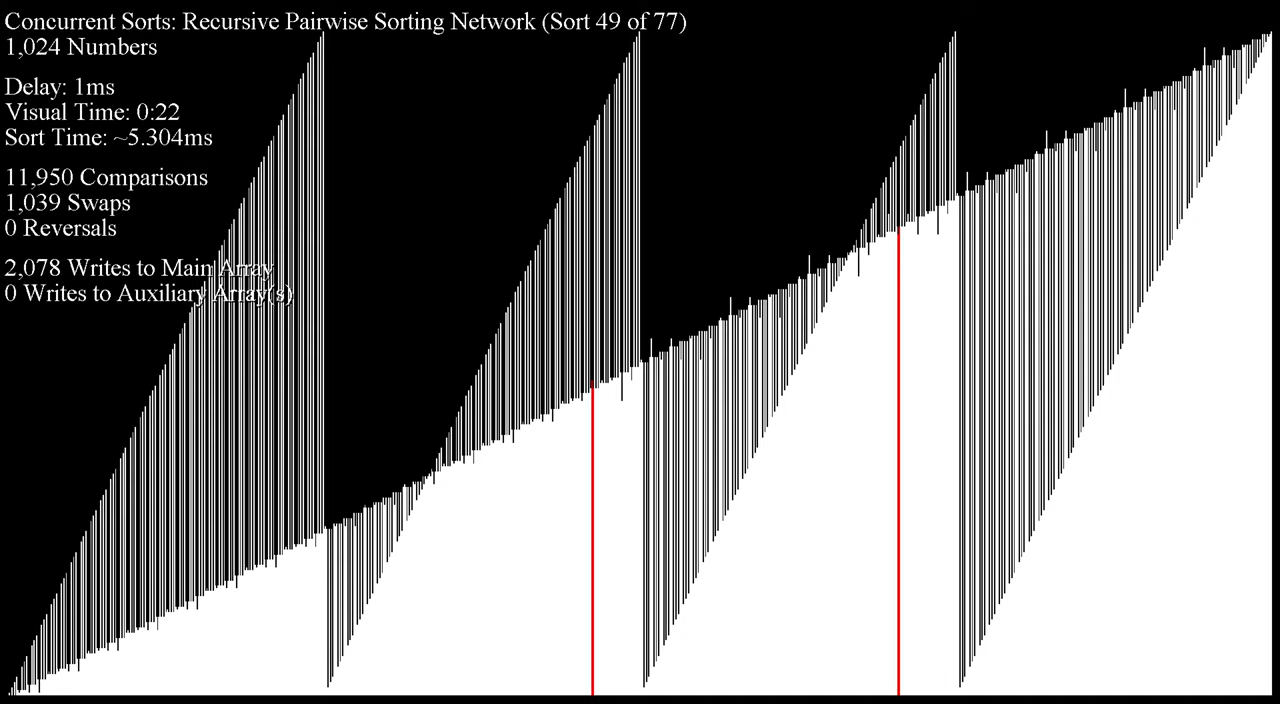 Concurrent Sorts: Recursive Pairwise Sorting Network (Sort 49 of 77)
1,024 Numbers
Delay: 1ms
Visual Time: 0:22
Sort Time: ~5.304ms
11,950 Comparisons
1,039 Swaps
0 Reversals
2,078 Writes to Main Array
0 Writes to Auxiliary Array(s)